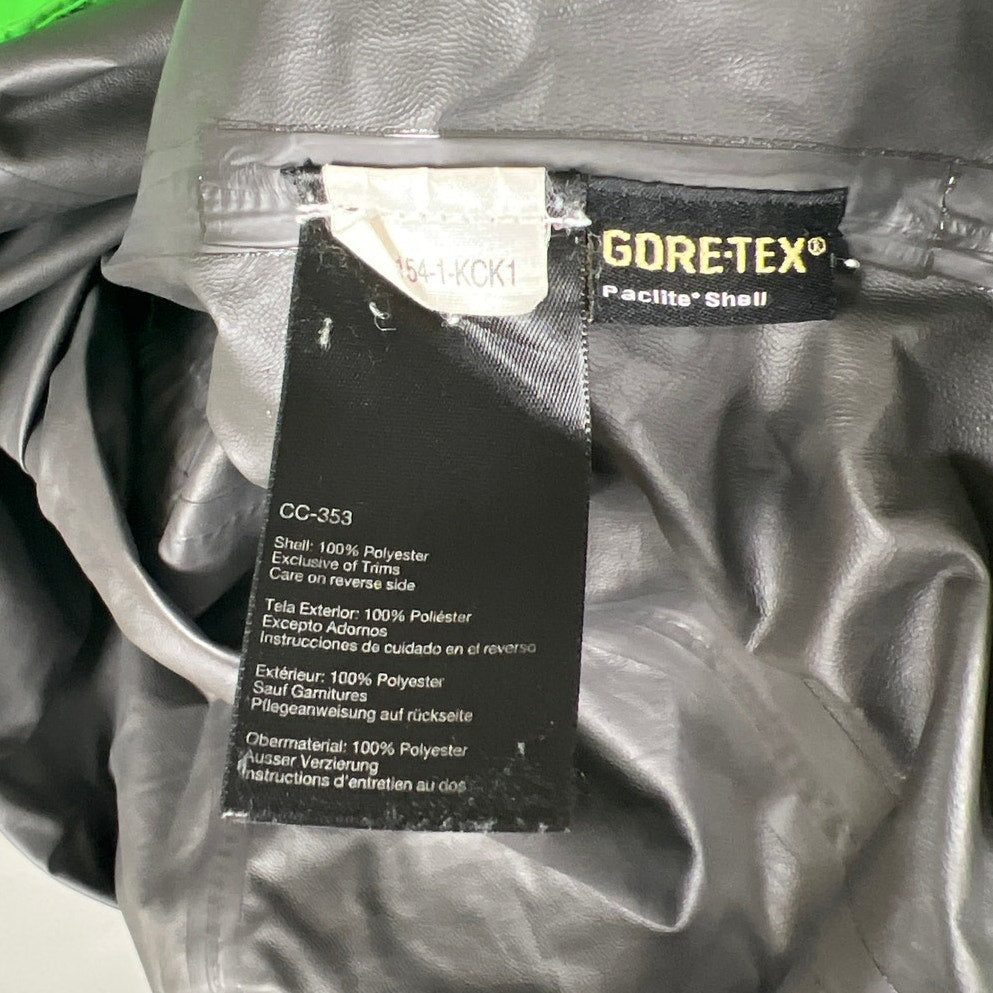 154-1-KCK1
GORE-TEX®
Paclite® Shell
CC-353
Shell: 100% Polyester
Exclusive of Trims
Care on reverse side
Tela Exterior: 100% Poliéster
Excepto Adornos
Instrucciones de cuidado en el reverso
Extérieur: 100% Polyester
Sauf Garnitures
Pflegeanweisung auf rückseite
Obermaterial: 100% Polyester
Ausser Verzierung
Instructions d'entretien au dos